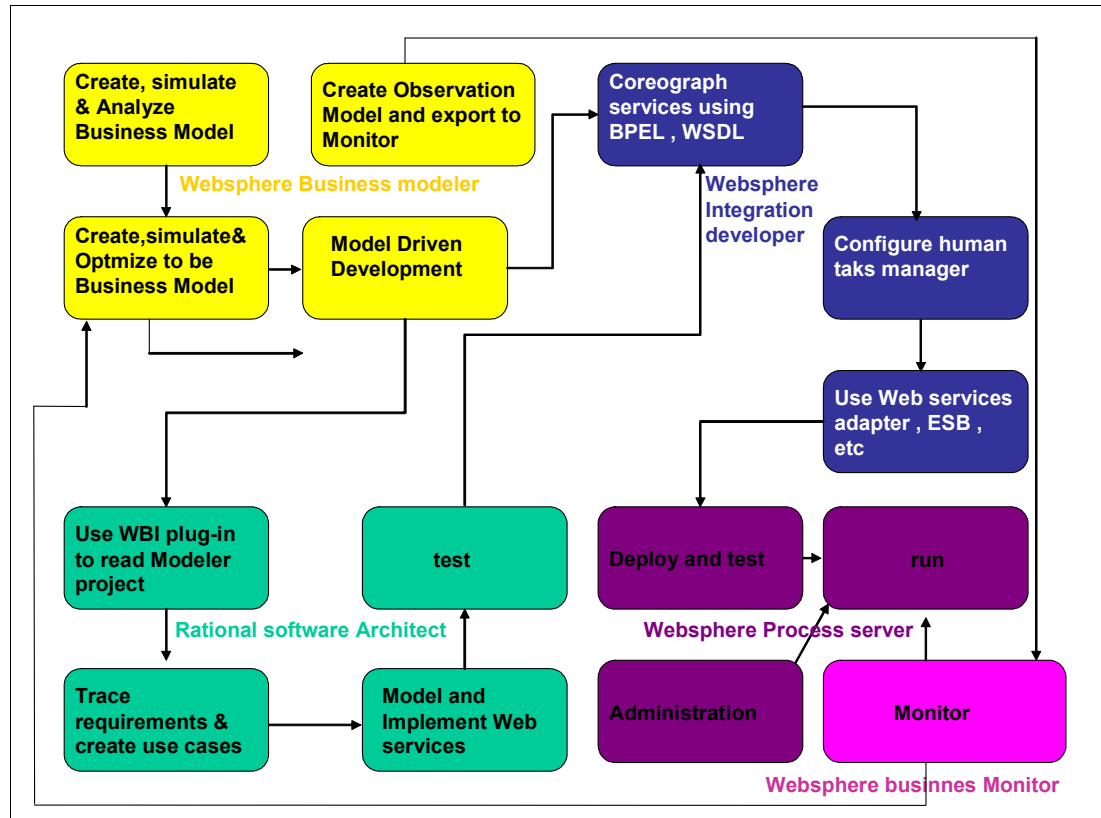 Create, simulate
& Analyze
Business Model
Create Observation
Model and export to
Monitor
Coreograph
services using
BPEL , WSDL
Websphere Business modeler
Websphere
Integration
developer
Create,simulate&
Optmize to be
Business Model
Model Driven
Development
Configure human
taks manager
Use Web services
adapter , ESB ,
etc
Use WBI plug-in
to read Modeler
project
test
Deploy and test
run
Rational software Architect
Websphere Process server
Trace
requirements &
create use cases
Model and
Implement Web
services
Administration
Monitor
Websphere businnes Monitor